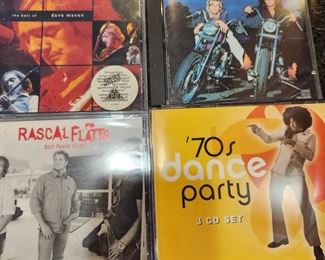 the best of dave mason
RASCAL FLATTS
Still Feels Good
'70s
dance
party
3 CD SET